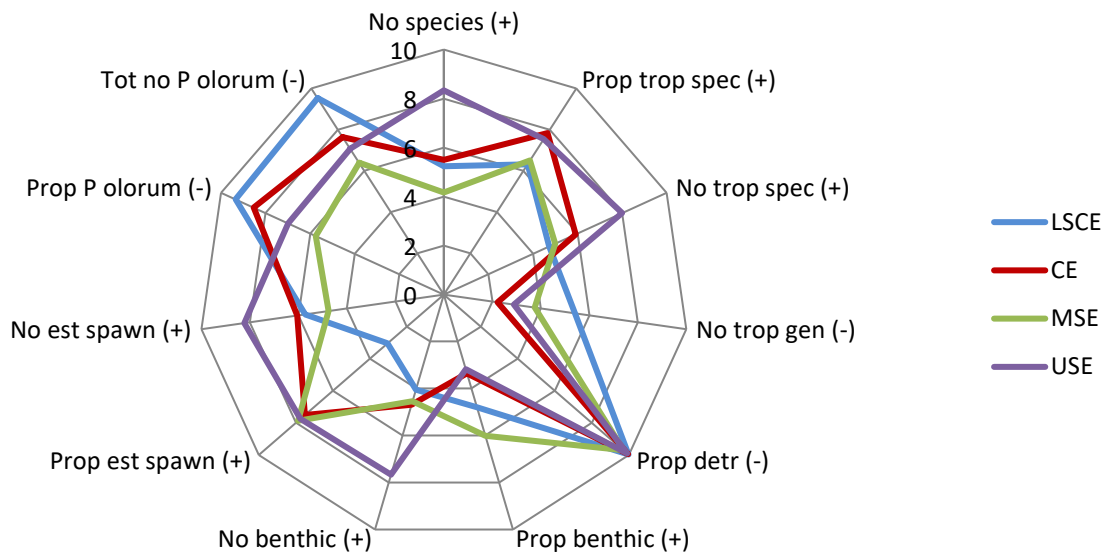 No species (+)
10
Tot no P olorum (-)
Prop trop spec (+)
8
6
Prop P olorum (-)
No trop spec (+)
4
LSCE
2
CE
0
MSE
No est spawn (+)
No trop gen (-)
USE
Prop est spawn (+)
Prop detr (-)
No benthic (+)
Prop benthic (+)